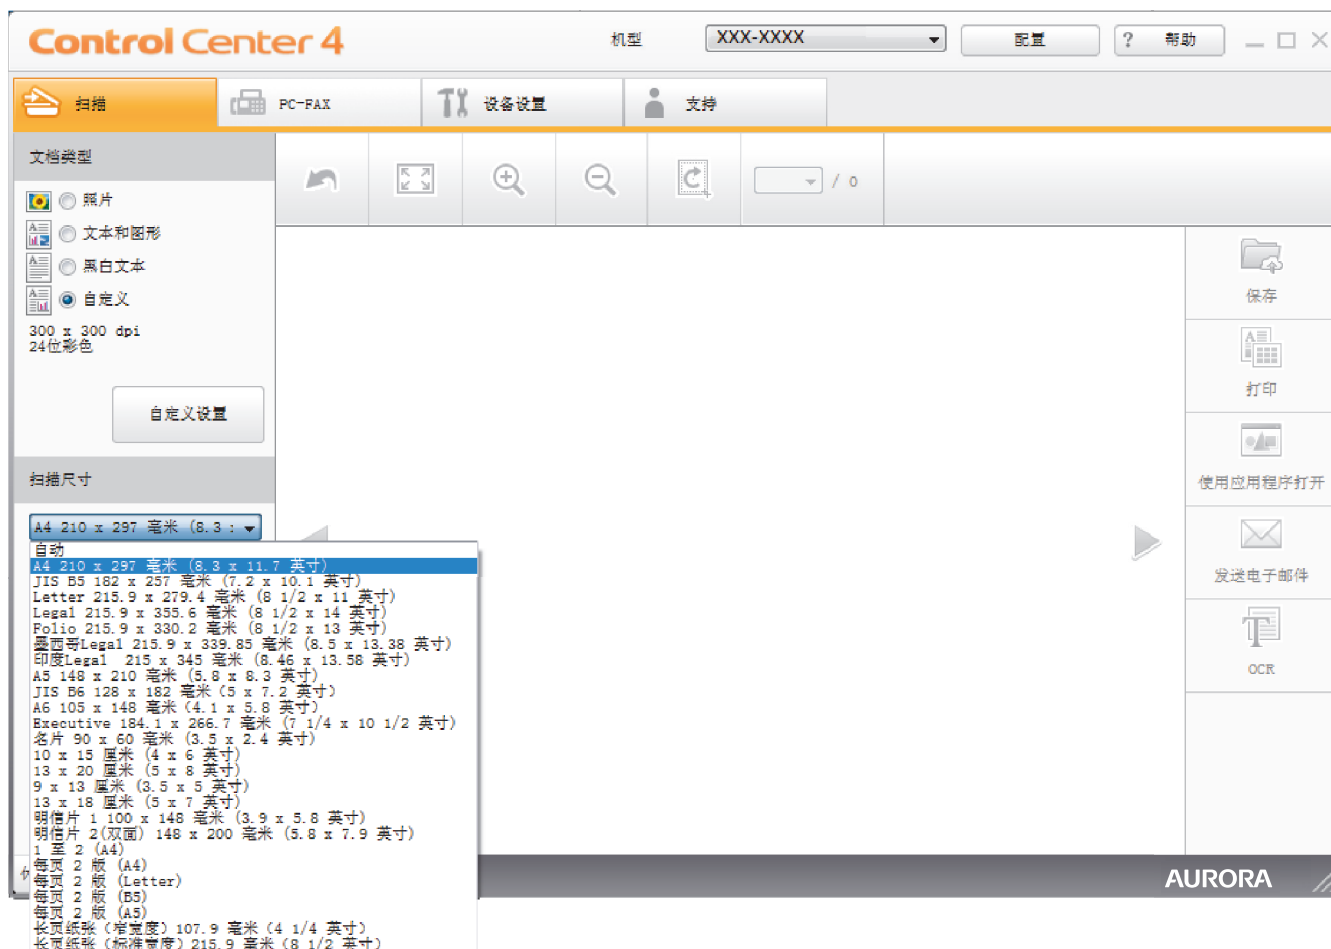 Control Center 4
机型
XXX-XXXX
配置
? 帮助
扫描
PC-FAX
设备设置
支持
文档类型
照片
文本和图形
黑白文本
自定义
300 x 300 dpi
24位彩色
自定义设置
/ 0
保存
打印
使用应用程序打开
发送电子邮件
OCR
扫描尺寸
A4 210 x 297 毫米 (8.3 :
自动
A4 210 x 297 毫米 (8.3 x 11.7 英寸)
JIS B5 182 x 257 毫米 (7.2 x 10.1 英寸)
Letter 215.9 x 279.4 毫米 (8 1/2 x 11 英寸)
Legal 215.9 x 355.6 毫米 (8 1/2 x 14 英寸)
Folio 215.9 x 330.2 毫米 (8 1/2 x 13 英寸)
墨西哥Legal 215.9 x 339.85 毫米 (8.5 x 13.38 英寸)
印度Legal 215 x 345 毫米 (8.46 x 13.58 英寸)
A5 148 x 210 毫米 (5.8 x 8.3 英寸)
JIS B6 128 x 182 毫米 (5 x 7.2 英寸)
A6 105 x 148 毫米 (4.1 x 5.8 英寸)
Executive 184.1 x 266.7 毫米 (7 1/4 x 10 1/2 英寸)
名片 90 x 60 毫米 (3.5 x 2.4 英寸)
10 x 15 厘米 (4 x 6 英寸)
13 x 20 厘米 (5 x 8 英寸)
9 x 13 厘米 (3.5 x 5 英寸)
13 x 18 厘米 (5 x 7 英寸)
明信片 1 100 x 148 毫米 (3.9 x 5.8 英寸)
明信片 2(双面) 148 x 200 毫米 (5.8 x 7.9 英寸)
1 至 2 (A4)
每页 2 版 (A4)
每页 2 版 (Letter)
每页 2 版 (B5)
每页 2 版 (A5)
长页纸张 (窄宽度) 107.9 毫米 (4 1/4 英寸)
长页纸张 (标准宽度) 215.9 毫米 (8 1/2 英寸)
AURORA